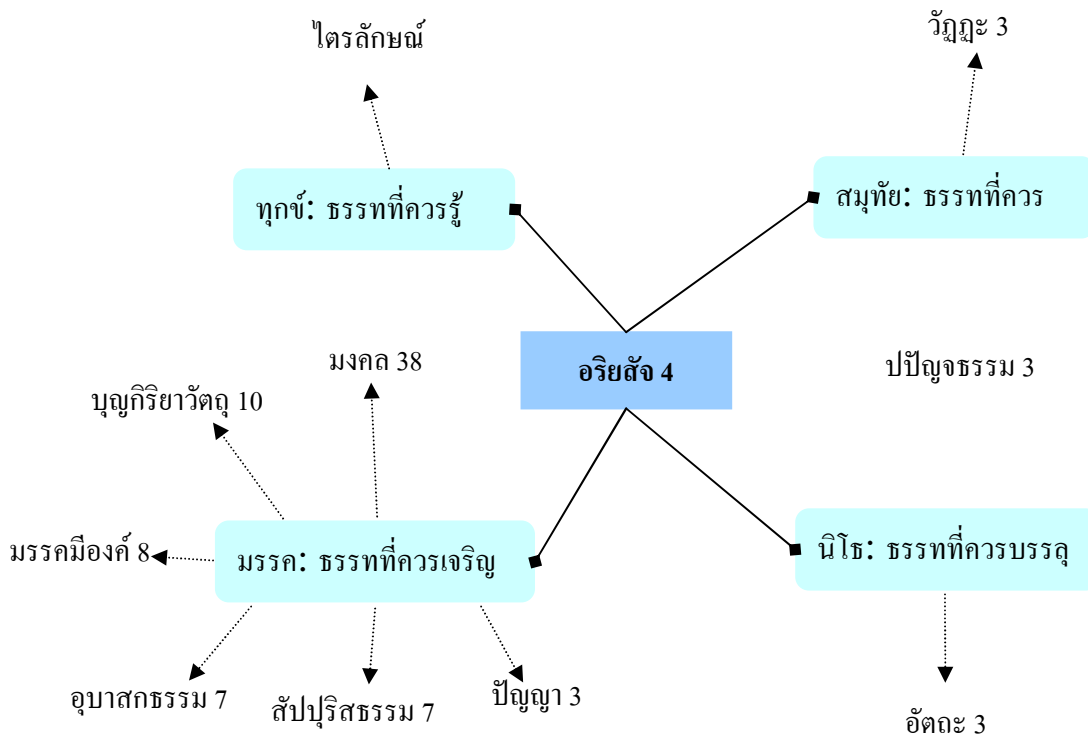 ไตรลักษณ์
วัฏฏะ 3
ทุกข์: ธรรทที่ควรรู้
สมุทัย: ธรรทที่ควร
อริยสัจ 4
ปปัญจธรรม 3
มงคล 38
บุญกิริยาวัตถุ 10
มรรคมีองค์ 8
มรรค: ธรรทที่ควรเจริญ
นิโธ: ธรรทที่ควรบรรลุ
อุบาสกธรรม 7
สัปปุริสธรรม 7
ปัญญา 3
อัตถะ 3